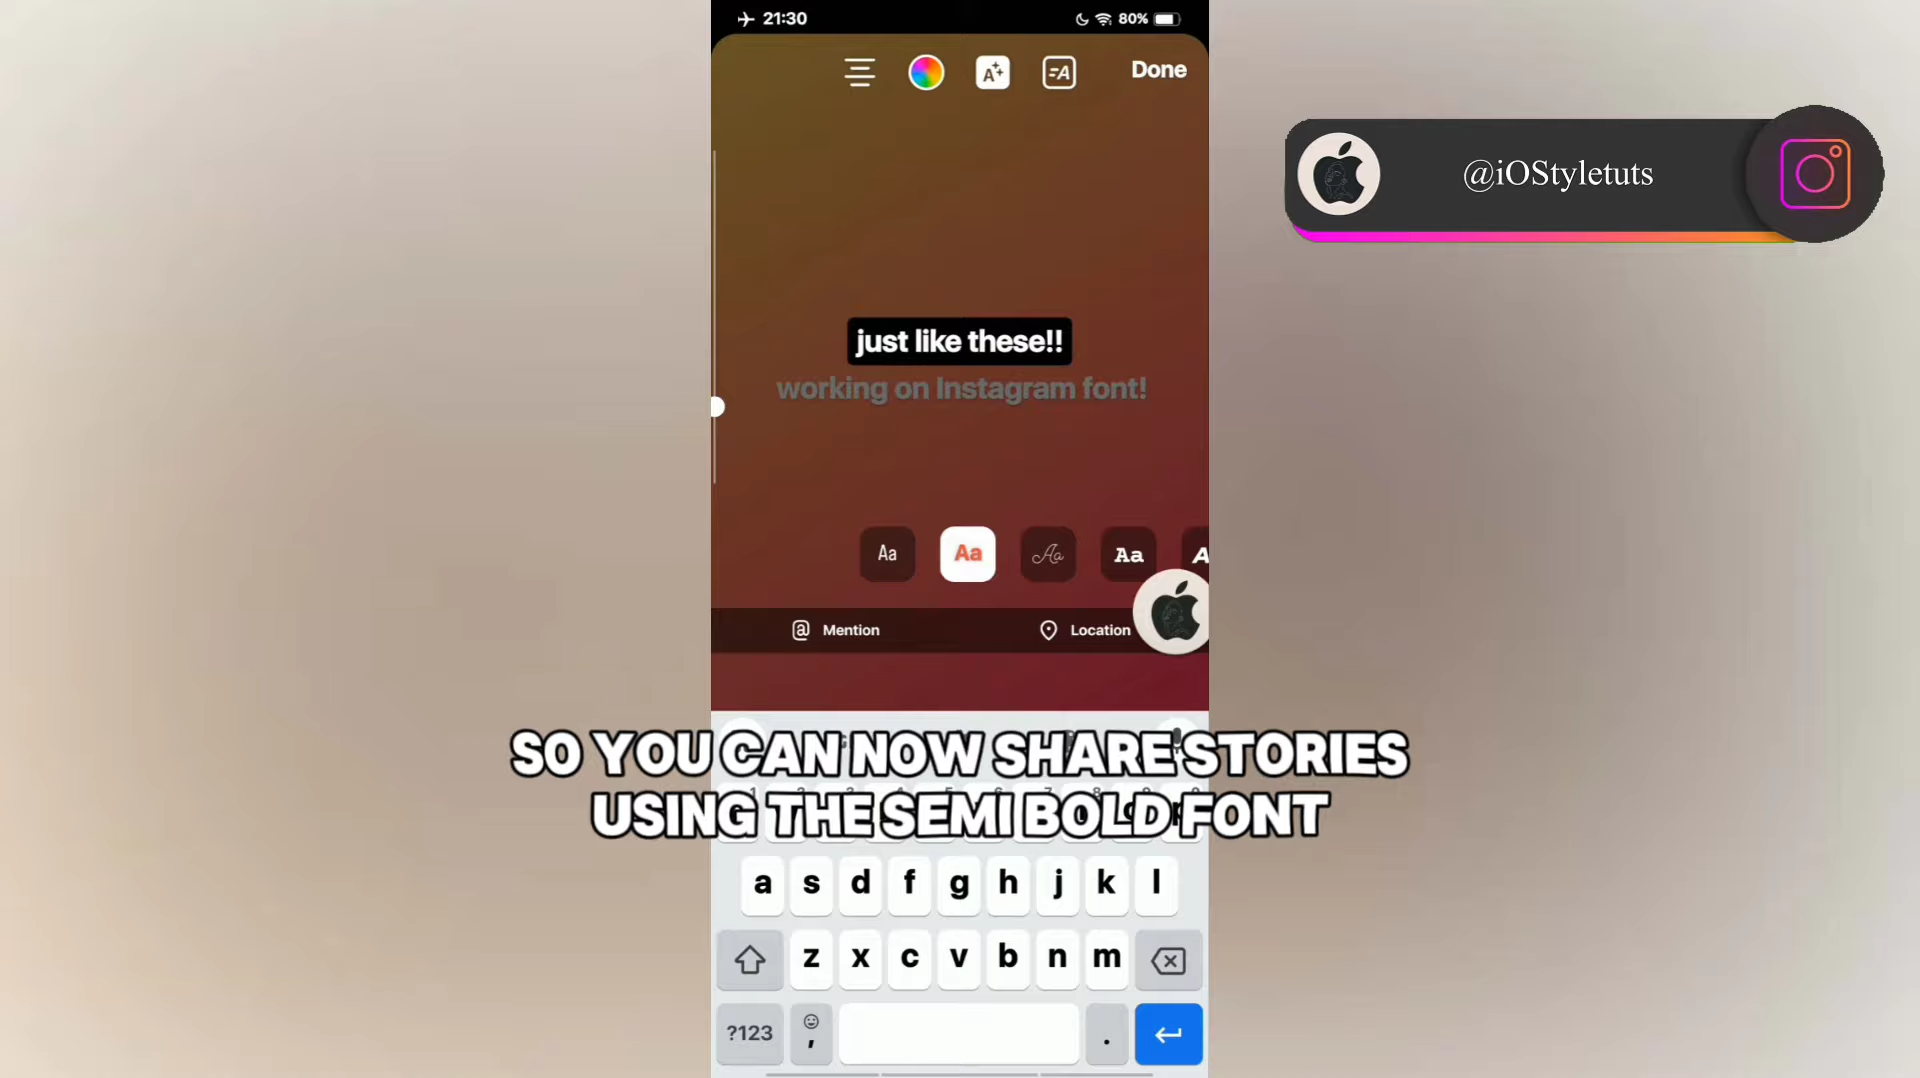 21:30
80%
Done
@iOStyletuts
just like these!!
working on Instagram font!
Aa Aa Aa Aa
Mention
Location
SO YOU CAN NOW SHARE STORIES
USING THE SEMI BOLD FONT
a s d f g h j k l
z x c v b n m
?123 , .